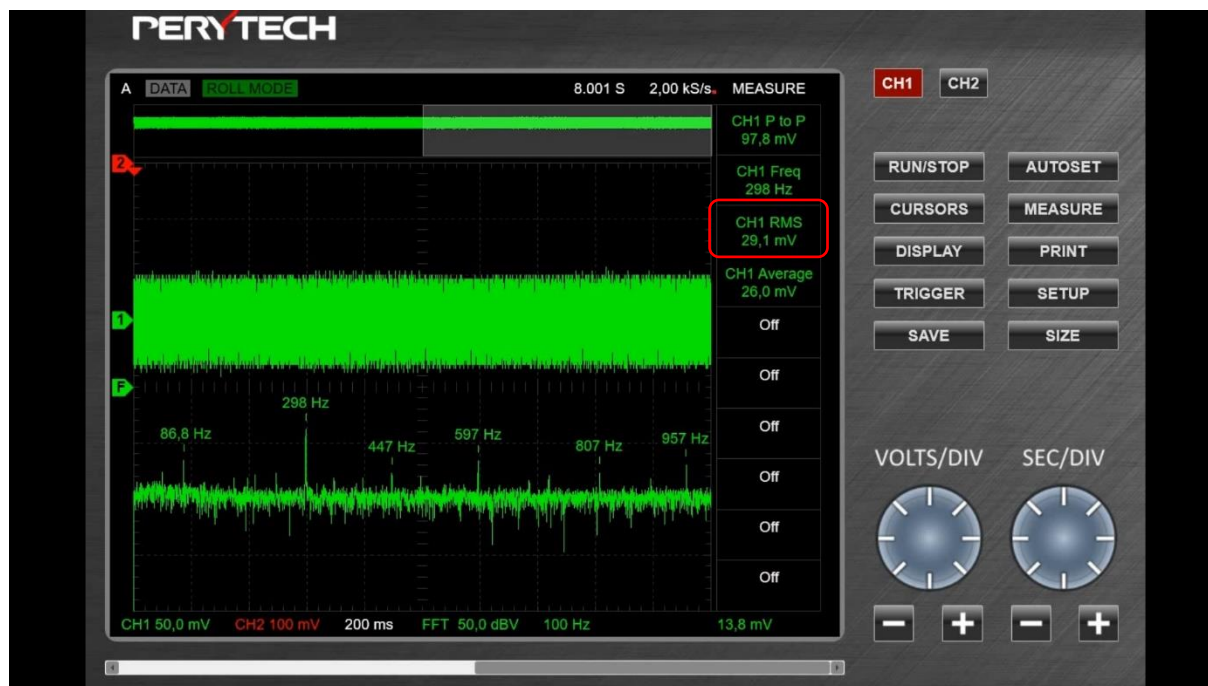 PERYTECH
A DATA ROLL MODE 8.001 S 2,00 kS/s MEASURE
CH1 P to P
97,8 mV
CH1 Freq
298 Hz
CH1 RMS
29,1 mV
CH1 Average
26,0 mV
Off
Off
Off
Off
Off
Off
2
1
F
298 Hz
86,8 Hz
447 Hz
597 Hz
807 Hz
957 Hz
CH1 50,0 mV CH2 100 mV 200 ms FFT 50,0 dBV 100 Hz 13,8 mV
CH1 CH2
RUN/STOP AUTOSET
CURSORS MEASURE
DISPLAY PRINT
TRIGGER SETUP
SAVE SIZE
VOLTS/DIV SEC/DIV
- + - +